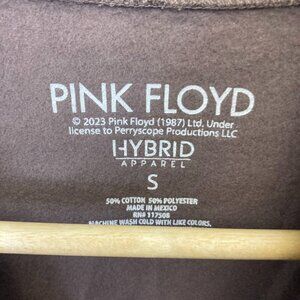 PINK FLOYD
© 2023 Pink Floyd (1987) Ltd. Under
license to Perryscope Productions LLC
HYBRID
APPAREL
S
50% COTTON 50% POLYESTER
MADE IN MEXICO
RN# 117508
MACHINE WASH COLD WITH LIKE COLORS.